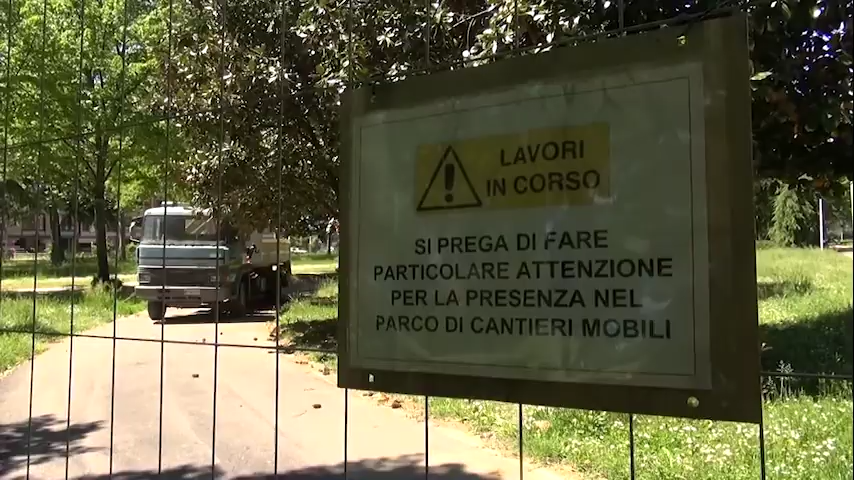 LAVORI
IN CORSO
SI PREGA DI FARE
PARTICOLARE ATTENZIONE
PER LA PRESENZA NEL
PARCO DI CANTIERI MOBILI